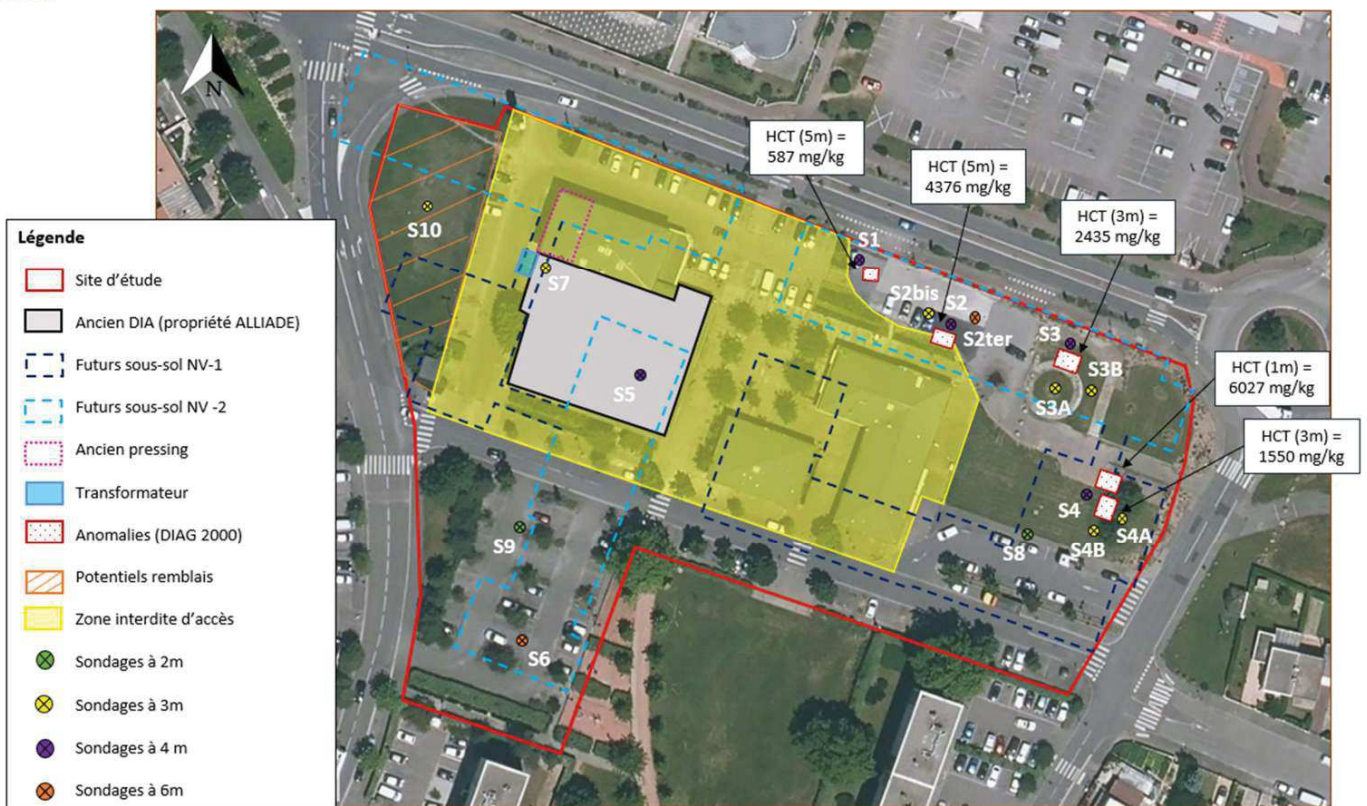 N
HCT (5m) =
587 mg/kg
HCT (5m) =
4376 mg/kg
HCT (3m) =
2435 mg/kg
HCT (1m) =
6027 mg/kg
HCT (3m) =
1550 mg/kg
S10
S7
S5
S9
S6
S1
S2bis
S2
S2ter
S3
S3B
S3A
S4
S4A
S4B
S8
Légende
Site d'étude
Ancien DIA (propriété ALLIADE)
Futurs sous-sol NV-1
Futurs sous-sol NV -2
Ancien pressing
Transformateur
Anomalies (DIAG 2000)
Potentiels remblais
Zone interdite d'accès
Sondages à 2m
Sondages à 3m
Sondages à 4 m
Sondages à 6m